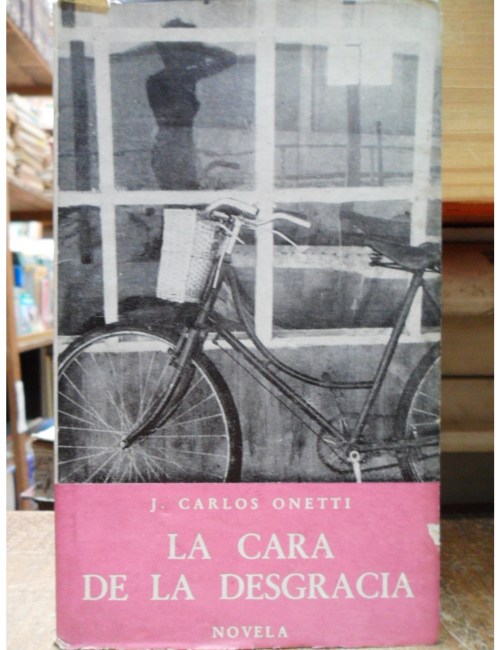 J. CARLOS ONETTI
LA CARA
DE LA DESGRACIA
NOVELA